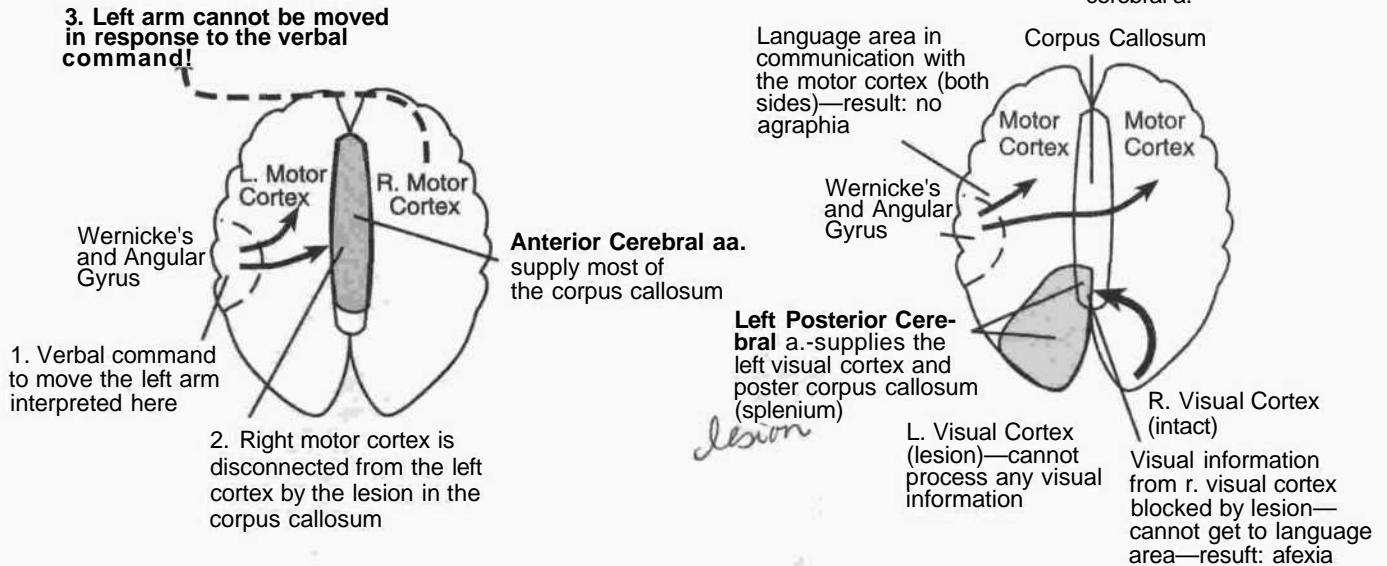 3. Left arm cannot be moved
in response to the verbal
command!
L. Motor
Cortex
R. Motor
Cortex
Wernicke's
and Angular
Gyrus
Anterior Cerebral aa.
supply most of
the corpus callosum
1. Verbal command
to move the left arm
interpreted here
2. Right motor cortex is
disconnected from the left
cortex by the lesion in the
corpus callosum
Language area in
communication with
the motor cortex (both
sides)—result: no
agraphia
Corpus Callosum
Motor
Cortex
Motor
Cortex
Wernicke's
and Angular
Gyrus
Left Posterior Cere-
bral a.-supplies the
left visual cortex and
poster corpus callosum
(splenium)
lesion
L. Visual Cortex
(lesion)—cannot
process any visual
information
R. Visual Cortex
(intact)
Visual information
from r. visual cortex
blocked by lesion—
cannot get to language
area—resuft: afexia